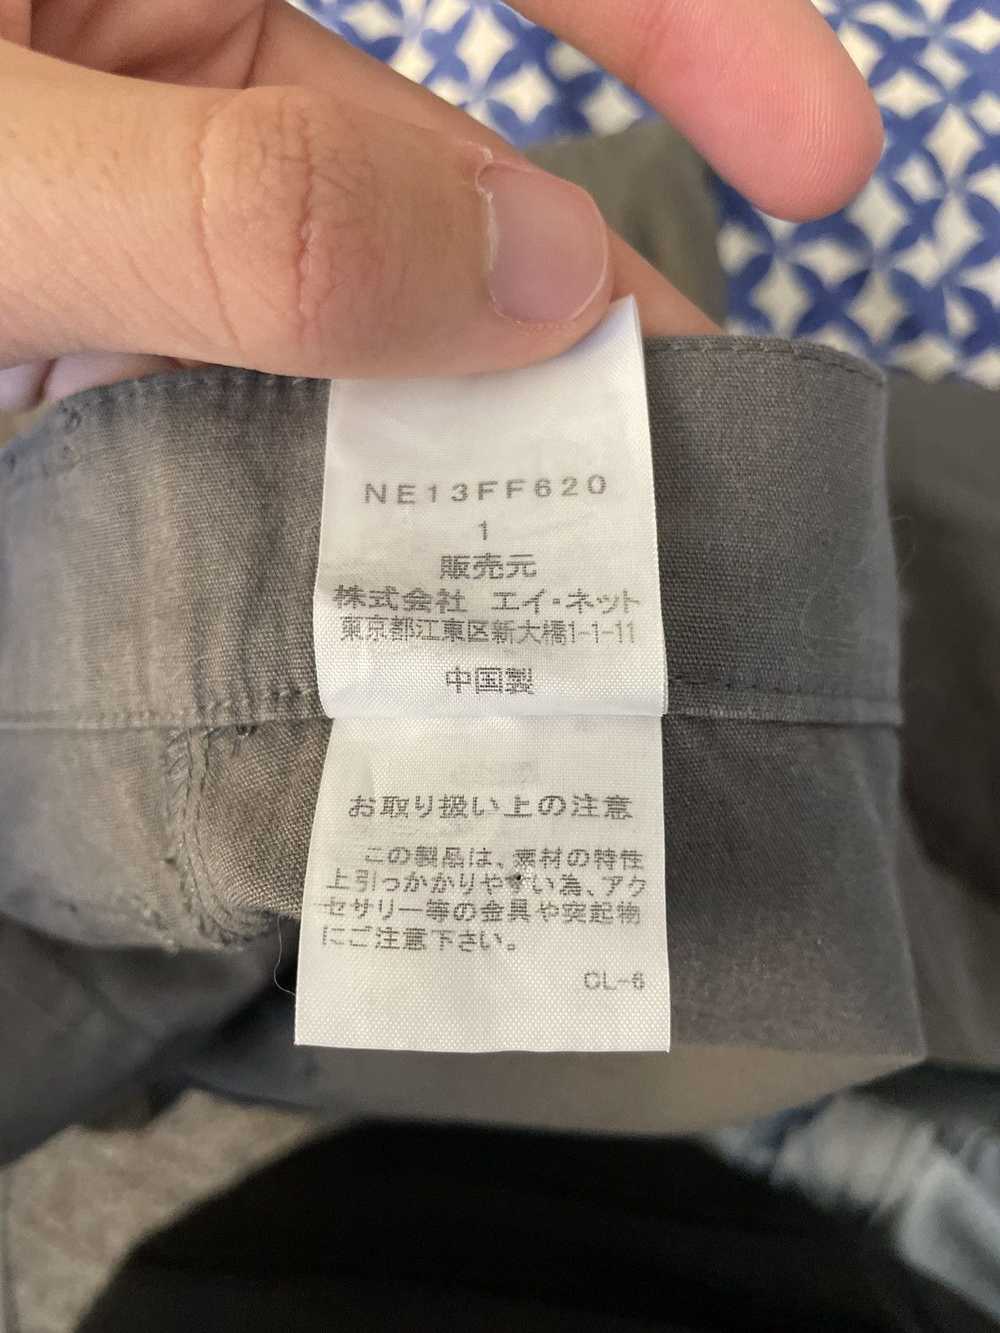 NE13FF620
1
販売元
株式会社 エイ・ネット
東京都江東区新大橋1-1-11
中国製
お取り扱い上の注意
この製品は、素材の特性
上引っかかりやすい為、アク
セサリー等の金具や突起物
にご注意下さい。
CL-6